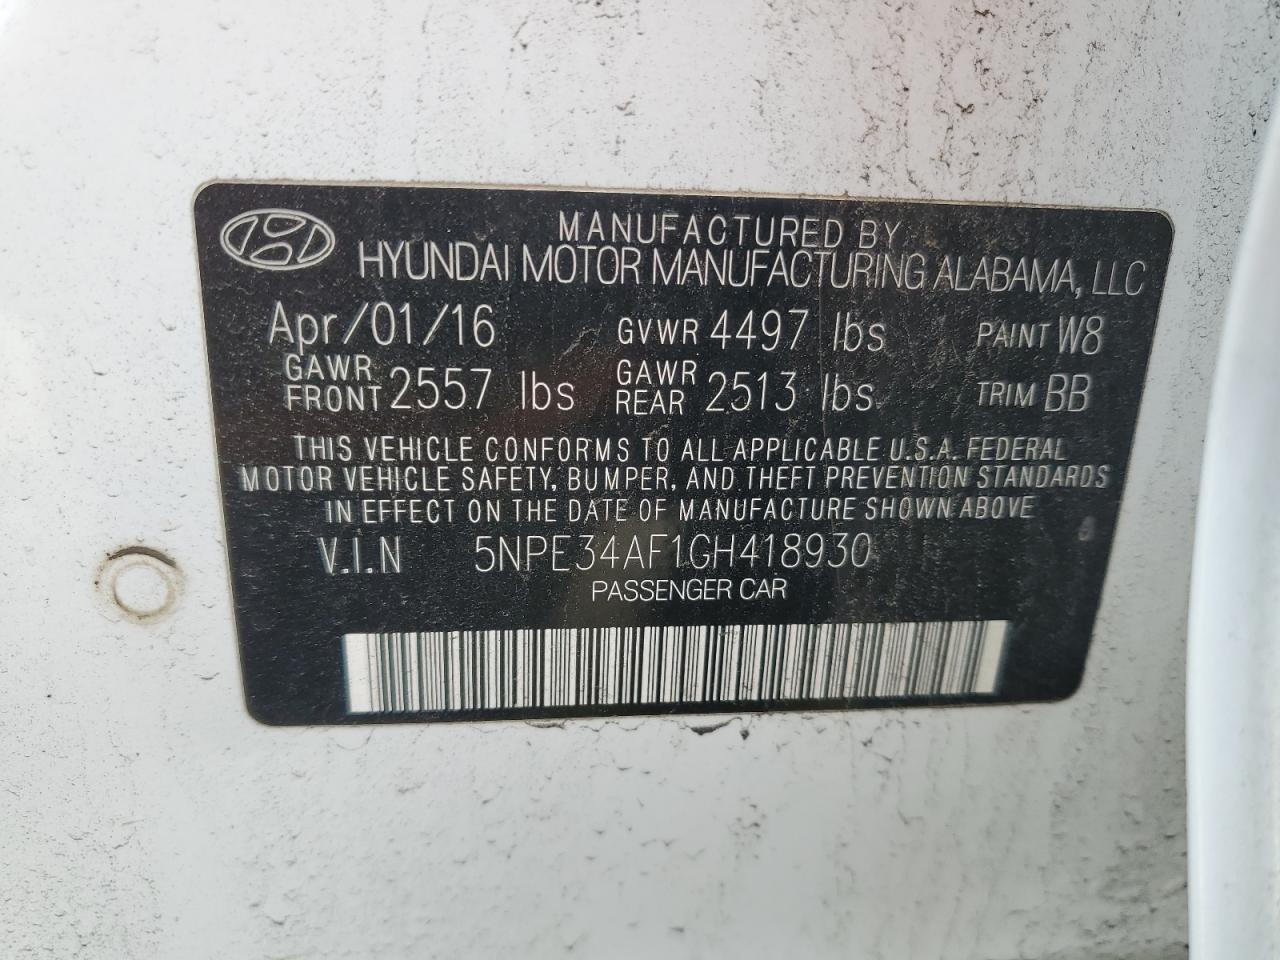 MANUFACTURED BY
HYUNDAI MOTOR MANUFACTURING ALABAMA, LLC
Apr/01/16 GVWR 4497 lbs PAINT W8
GAWR FRONT 2557 lbs GAWR REAR 2513 lbs TRIM BB
THIS VEHICLE CONFORMS TO ALL APPLICABLE U.S.A. FEDERAL
MOTOR VEHICLE SAFETY, BUMPER, AND THEFT PREVENTION STANDARDS
IN EFFECT ON THE DATE OF MANUFACTURE SHOWN ABOVE
V.I.N 5NPE34AF1GH418930
PASSENGER CAR